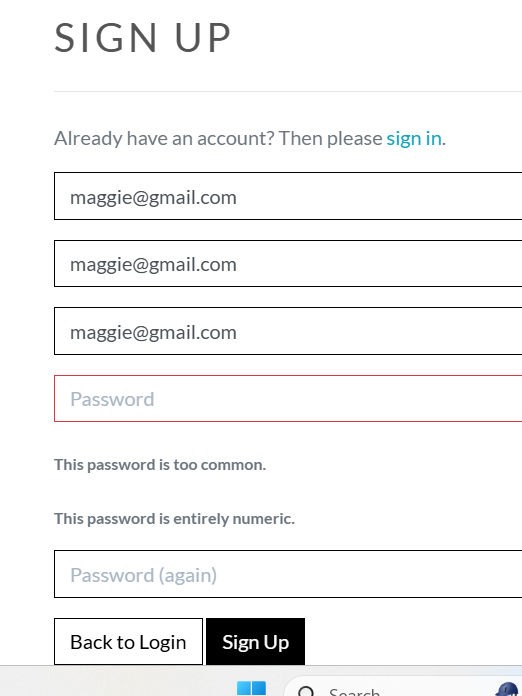 SIGN UP
Already have an account? Then please sign in.
maggie@gmail.com
maggie@gmail.com
maggie@gmail.com
Password
This password is too common.
This password is entirely numeric.
Password (again)
Back to Login
Sign Up
Search